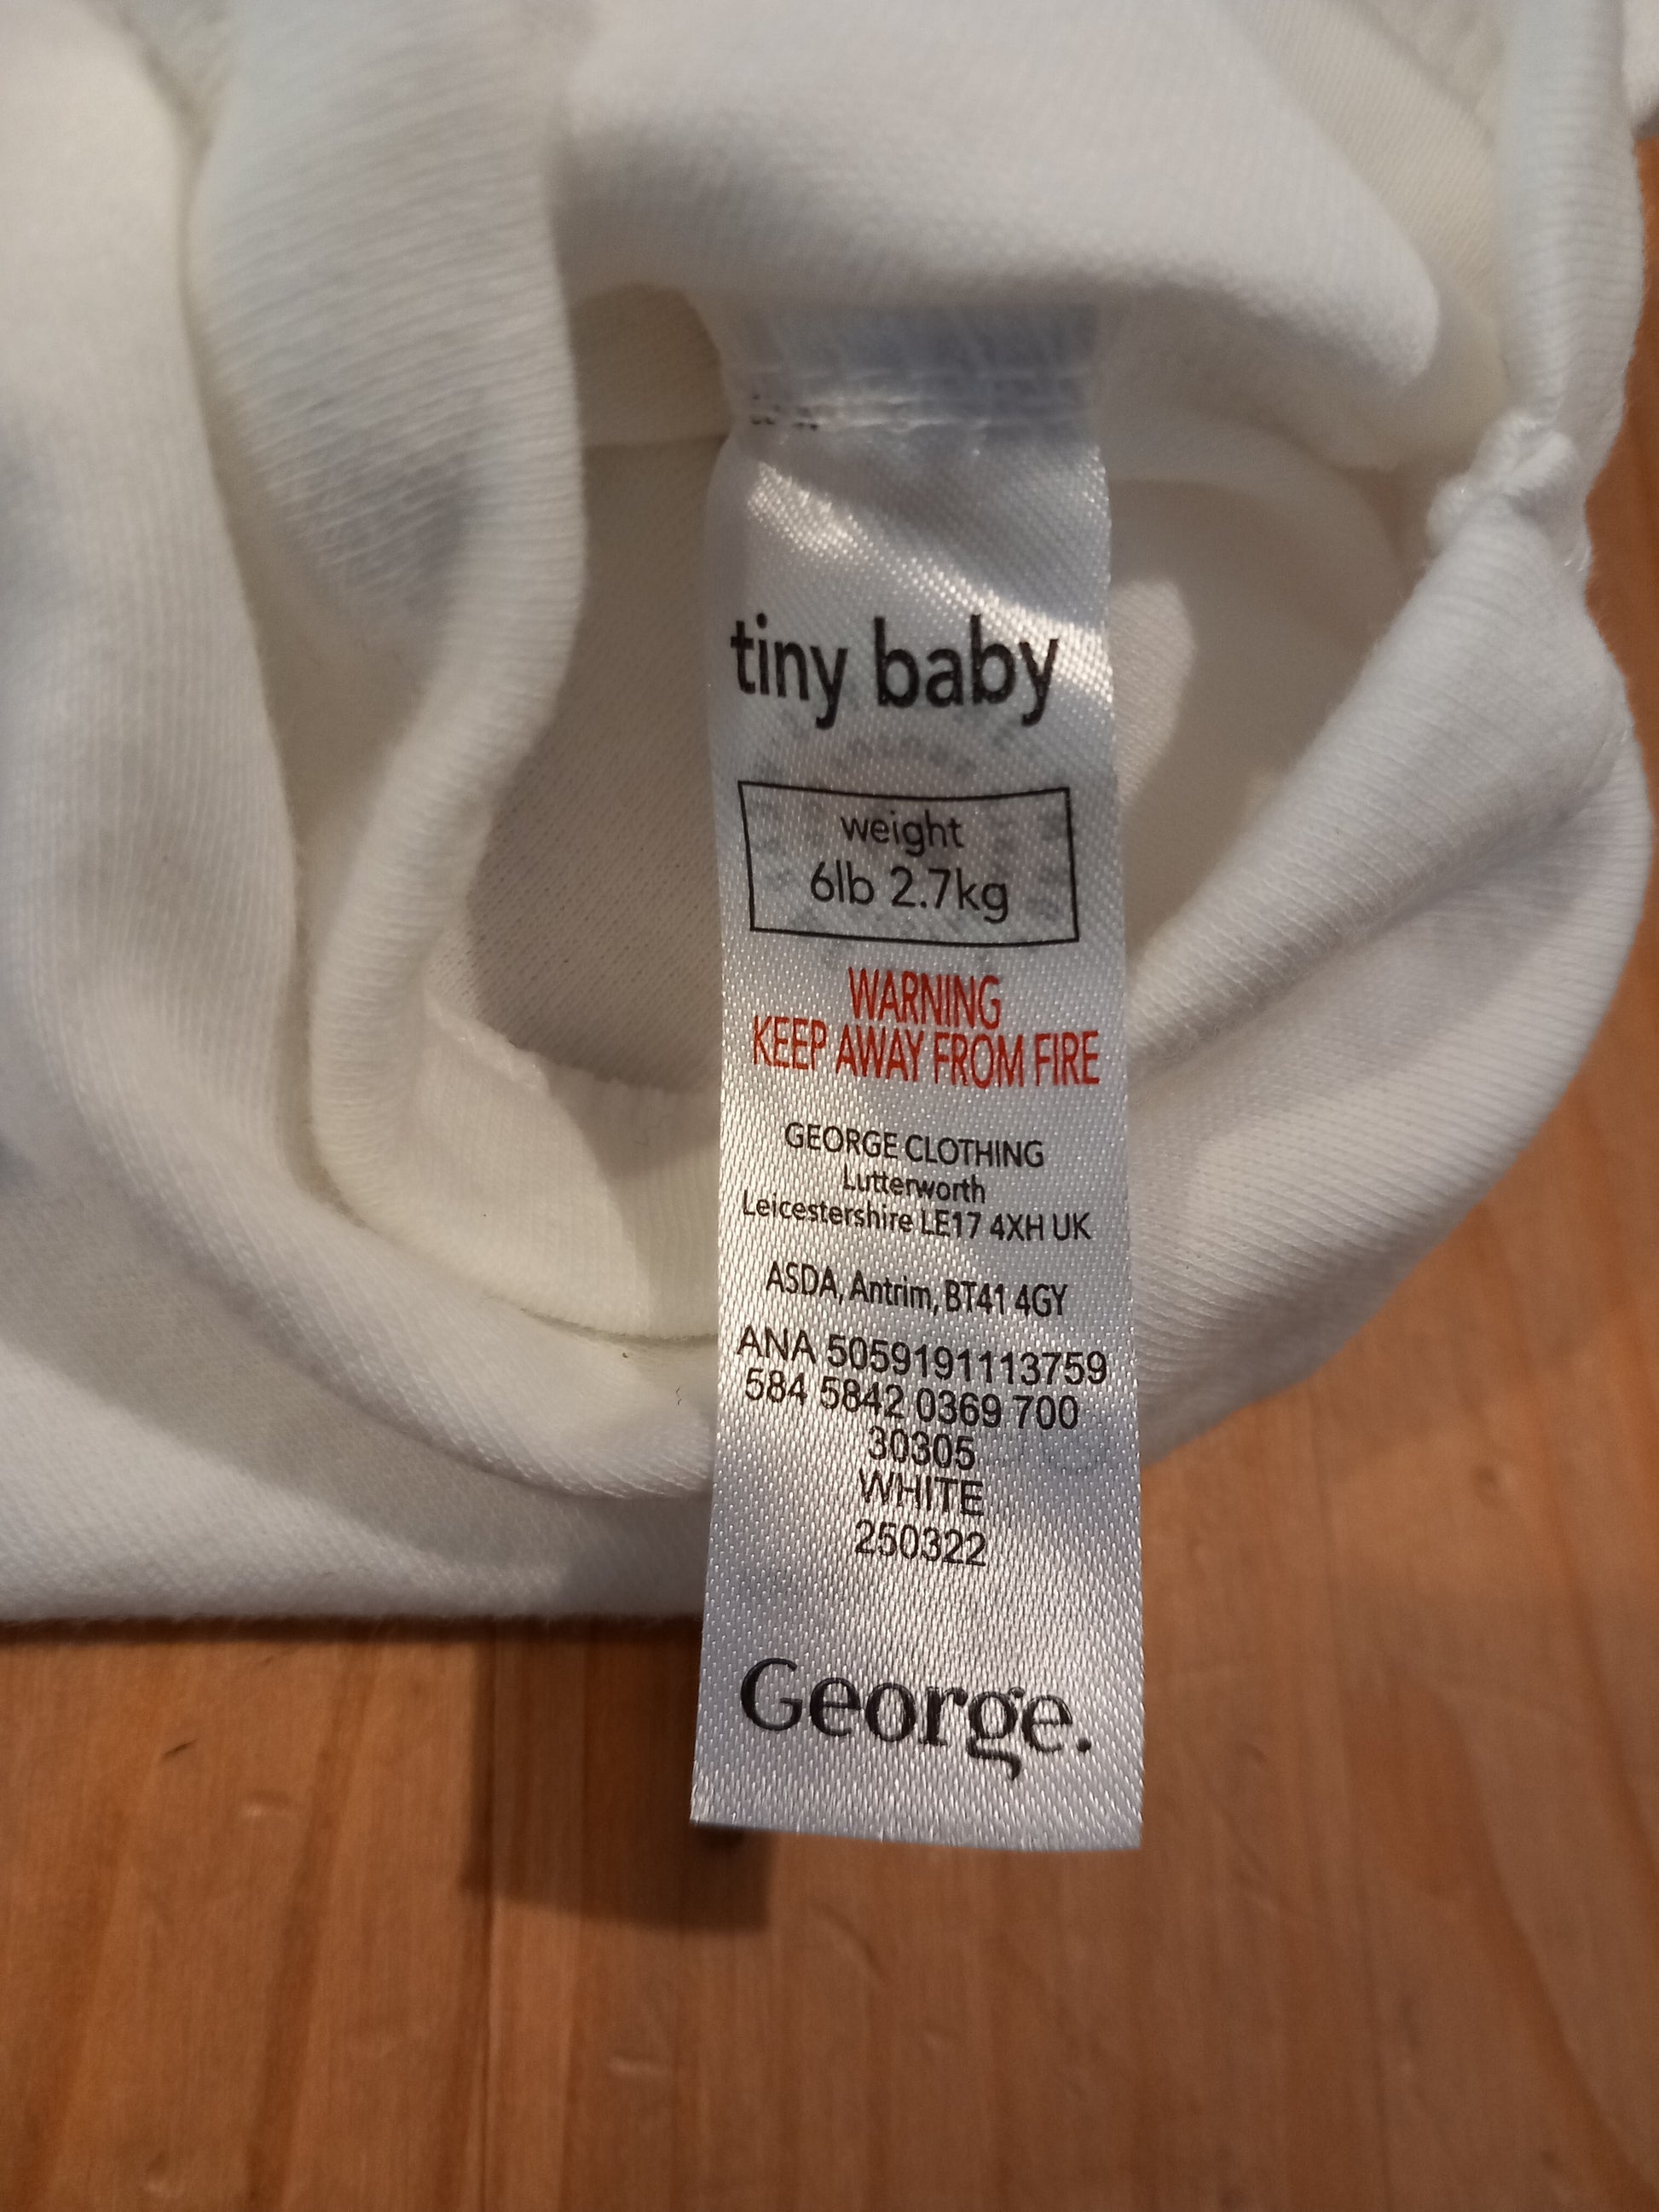 tiny baby
weight
6lb 2.7kg
WARNING
KEEP AWAY FROM FIRE
GEORGE CLOTHING
Lutterworth
Leicestershire LE17 4XH UK
ASDA, Antrim, BT41 4GY
ANA 5059191113759
584 5842 0369 700
30305
WHITE
250322
George.